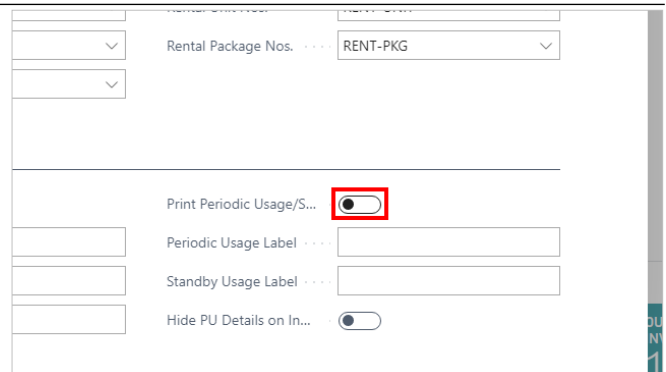 Rental Package Nos. RENT-PKG
Print Periodic Usage/S...
Periodic Usage Label
Standby Usage Label
Hide PU Details on In...